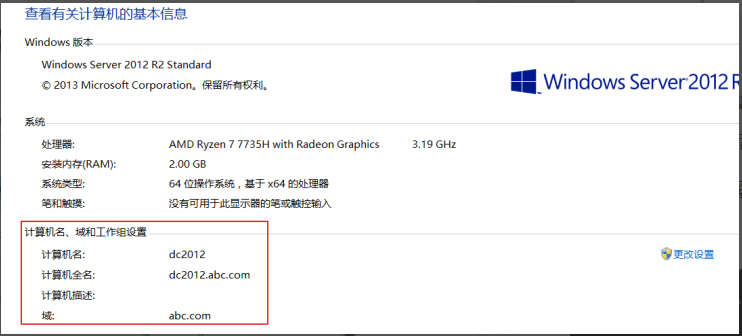 查看有关计算机的基本信息
Windows 版本
Windows Server 2012 R2 Standard
© 2013 Microsoft Corporation。保留所有权利。
Windows Server 2012 R
系统
处理器: AMD Ryzen 7 7735H with Radeon Graphics 3.19 GHz
安装内存(RAM): 2.00 GB
系统类型: 64 位操作系统，基于 x64 的处理器
笔和触摸: 没有可用于此显示器的笔或触控输入
计算机名、域和工作组设置
计算机名: dc2012
更改设置
计算机全名: dc2012.abc.com
计算机描述:
域: abc.com